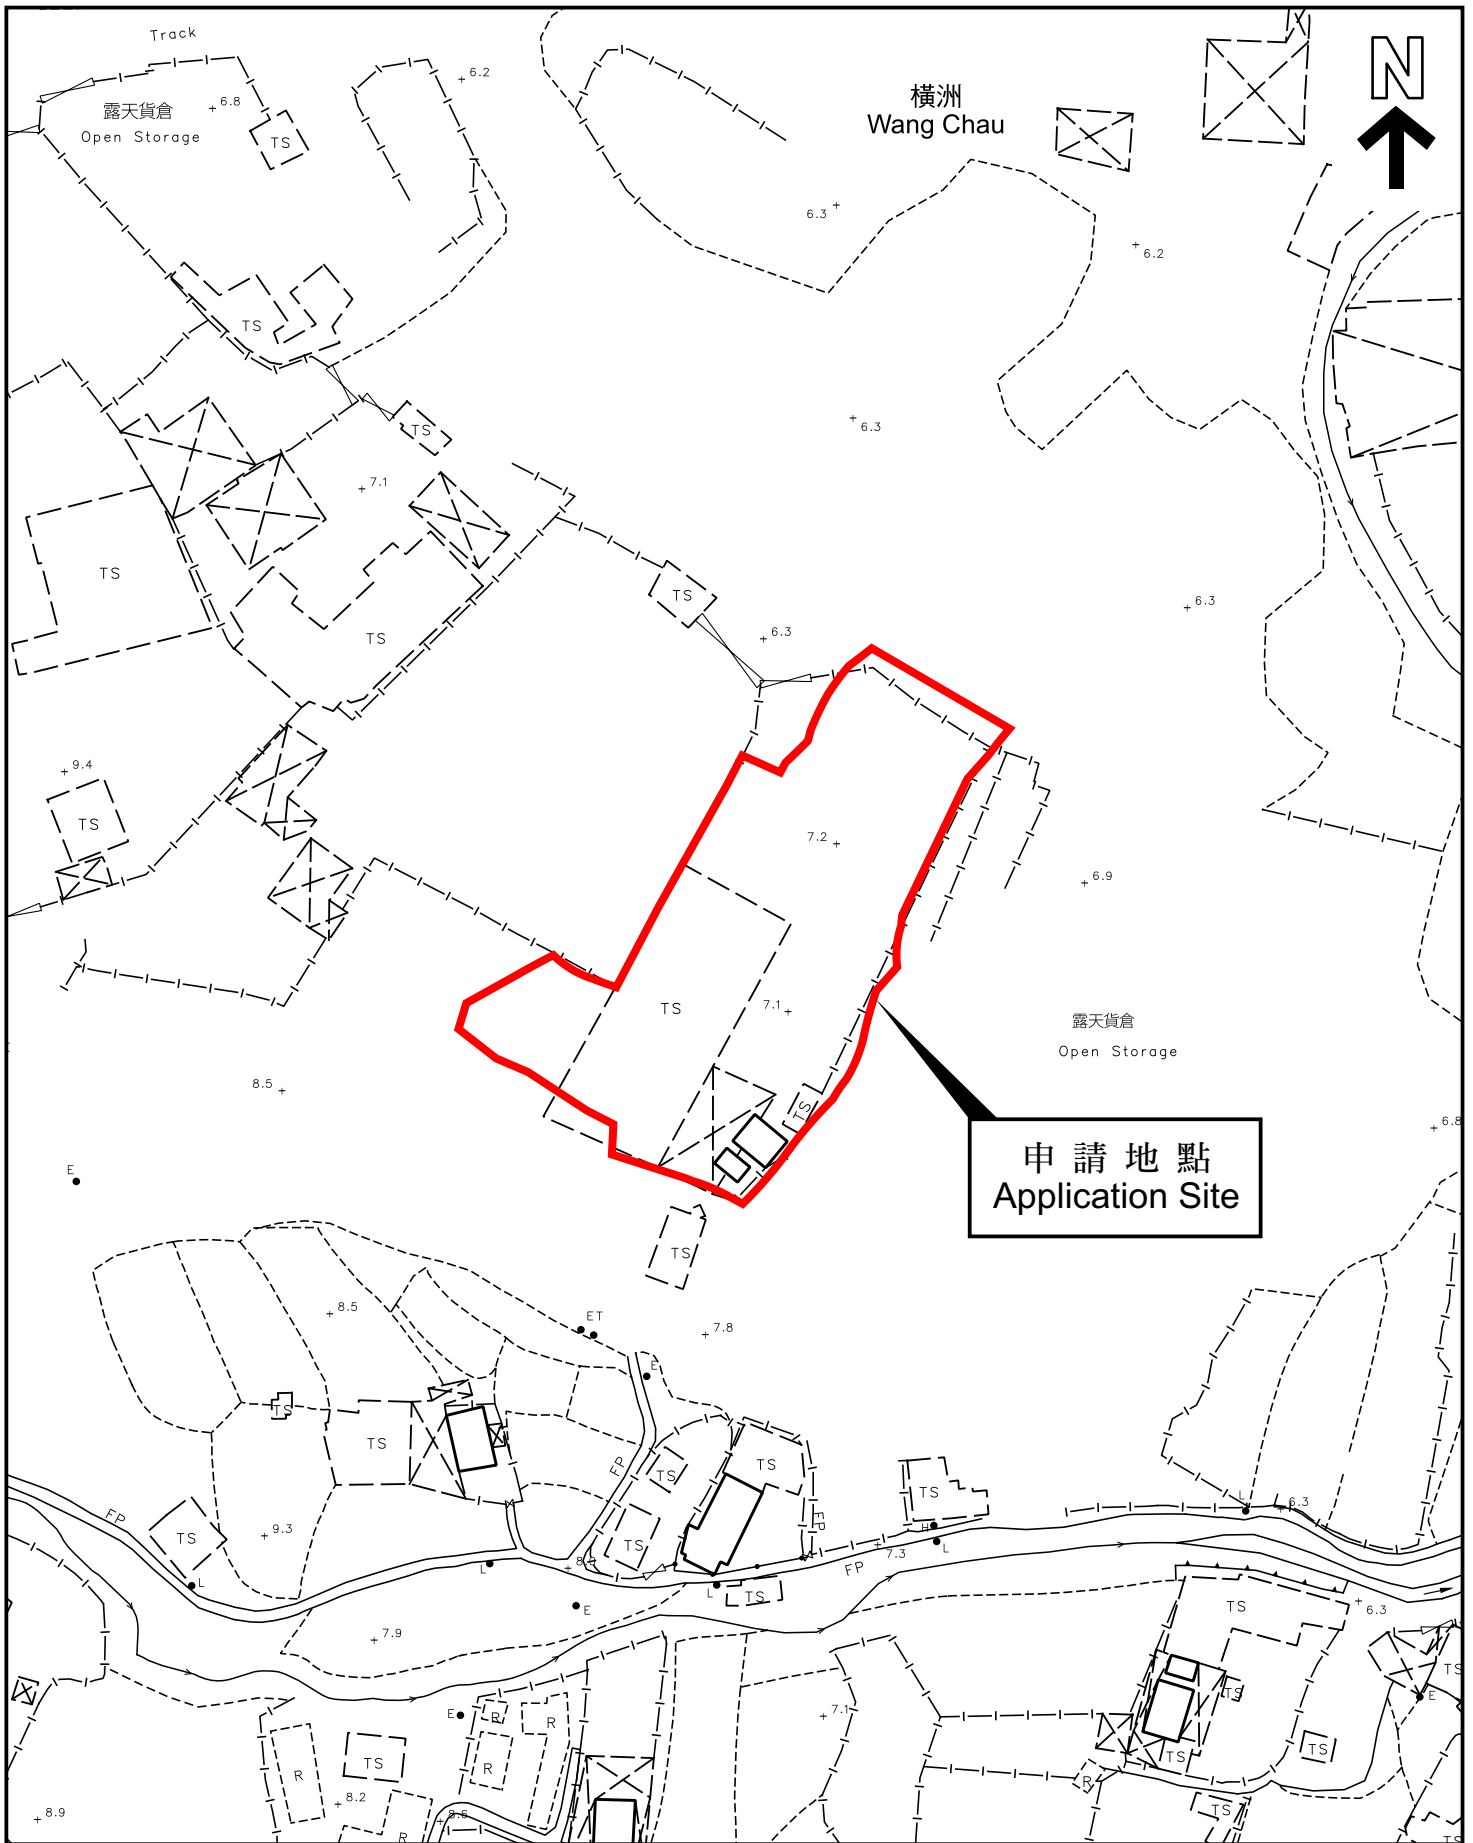 Track
6.2
N
橫洲
Wang Chau
露天貨倉
6.8
Open Storage
TS
6.3
6.2
TS
6.3
TS
7.1
TS
TS
6.3
TS
6.3
9.4
TS
7.2
6.9
TS
7.1
露天貨倉
Open Storage
8.5
TS
6.8
申請地點
Application Site
E
TS
8.5
ET
7.8
E
TS
TS
TS
TS
FP
TS
L
6.3
FP
TS
9.3
TS
FP
H
L
7.3
FP
L
L
L
TS
E
TS
6.3
7.9
TS
TS
E
E
R
R
7.1
TS
R
TS
R
TS
R
8.2
8.6
8.9
R
TS
TS